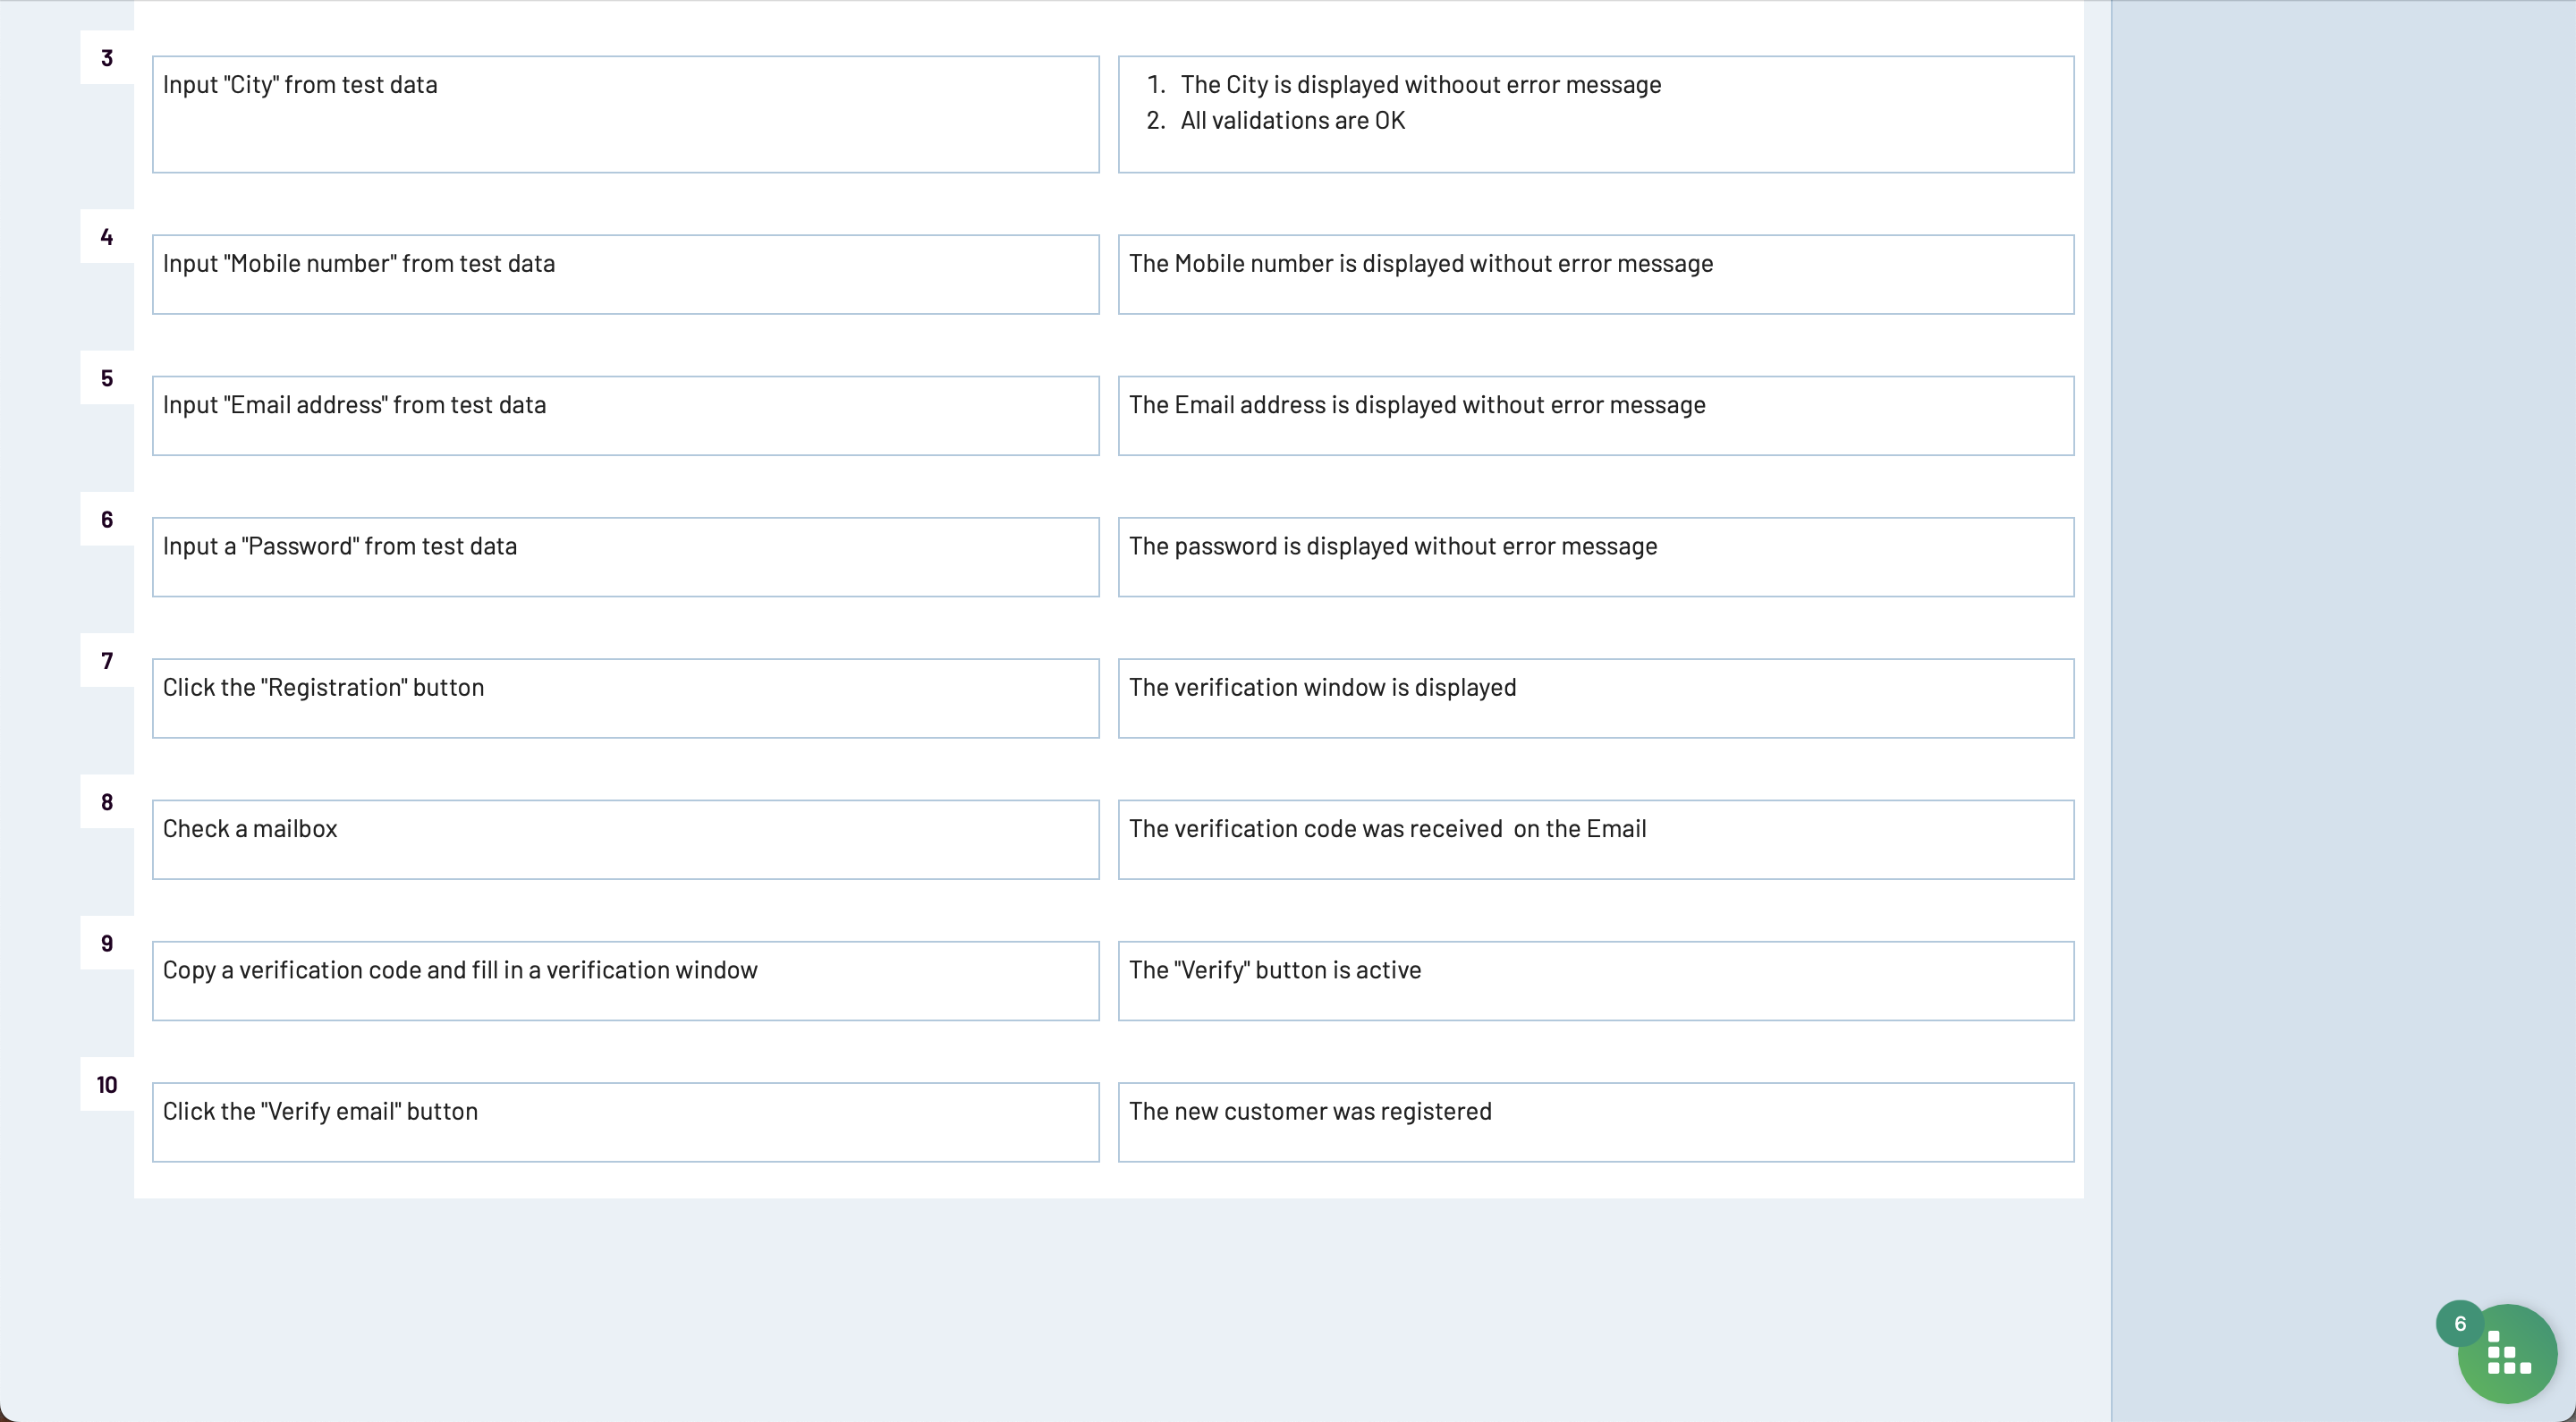 3
Input "City" from test data
1. The City is displayed withoout error message
2. All validations are OK
4
Input "Mobile number" from test data
The Mobile number is displayed without error message
5
Input "Email address" from test data
The Email address is displayed without error message
6
Input a "Password" from test data
The password is displayed without error message
7
Click the "Registration" button
The verification window is displayed
8
Check a mailbox
The verification code was received  on the Email
9
Copy a verification code and fill in a verification window
The "Verify" button is active
10
Click the "Verify email" button
The new customer was registered
6